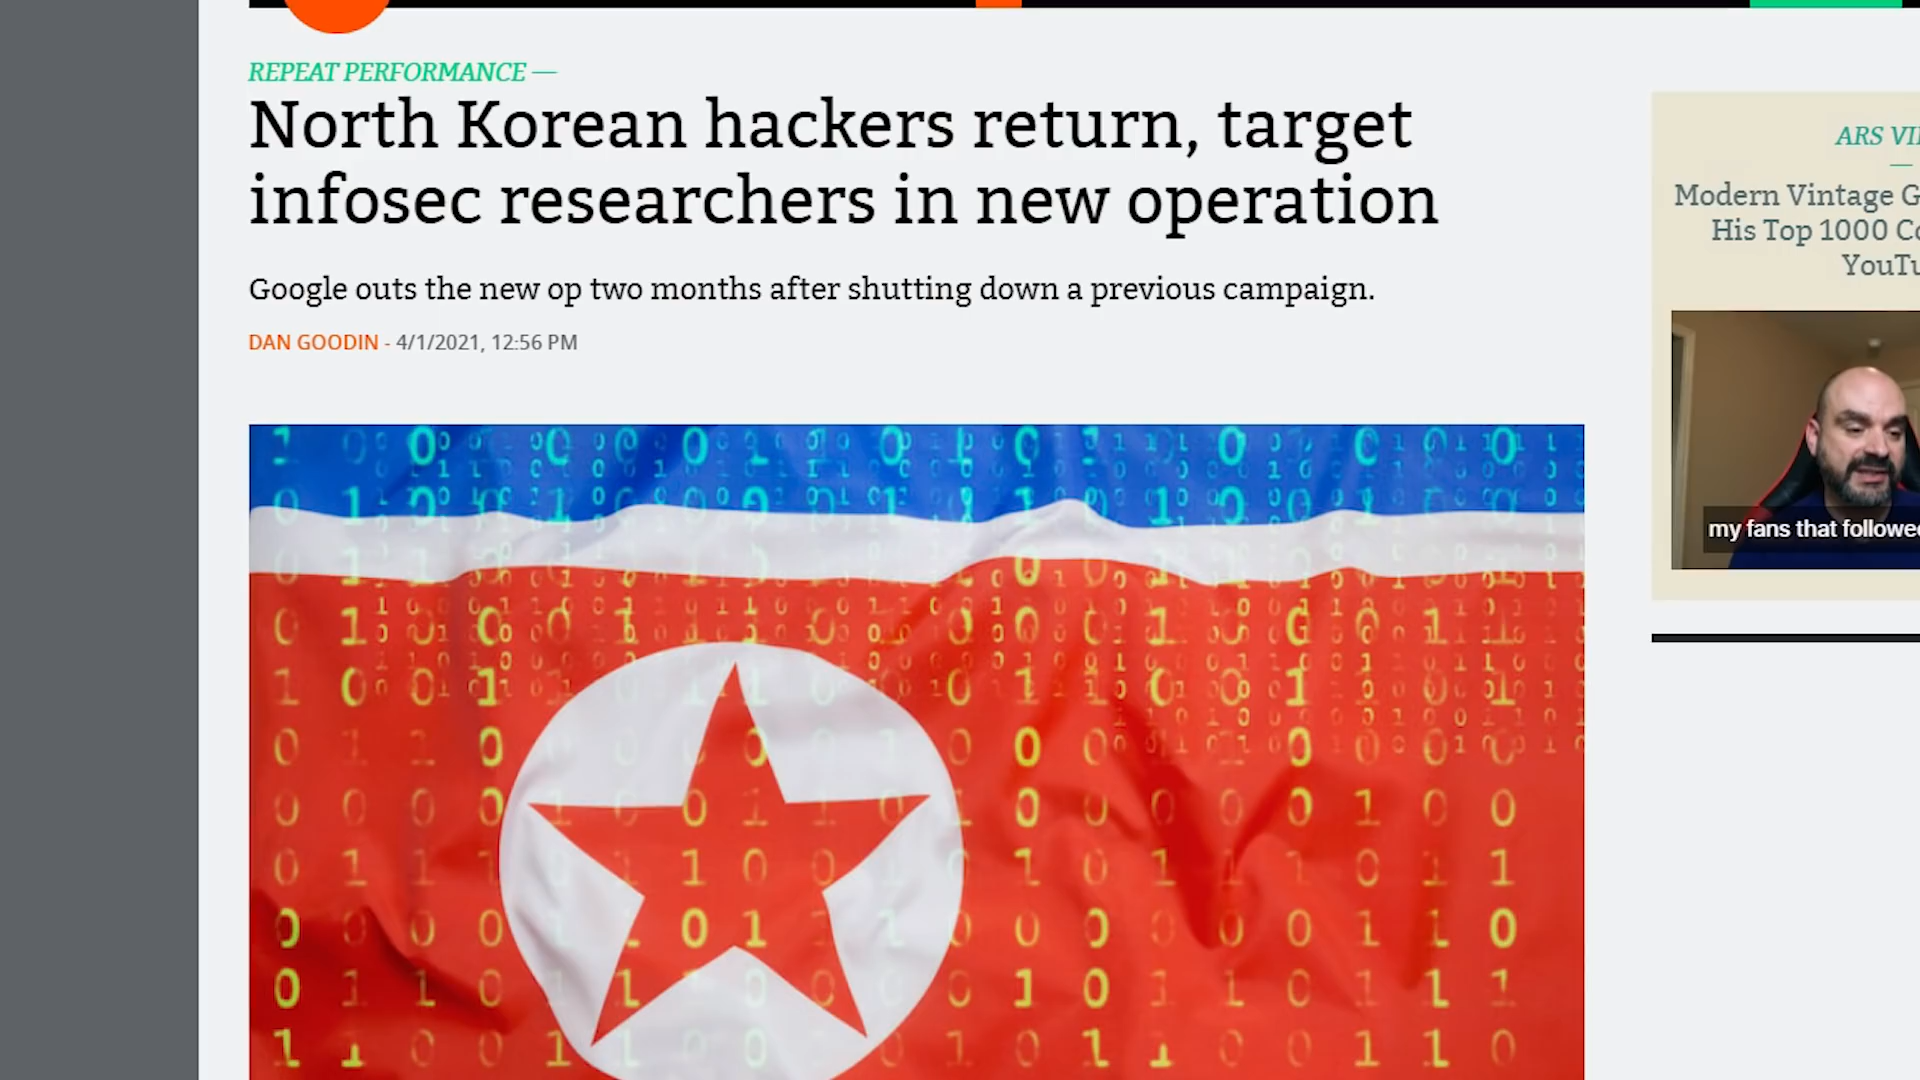 REPEAT PERFORMANCE —
North Korean hackers return, target
infosec researchers in new operation
Google outs the new op two months after shutting down a previous campaign.
DAN GOODIN - 4/1/2021, 12:56 PM
ARS
—
Modern Vintage
His Top 1000
my fans that